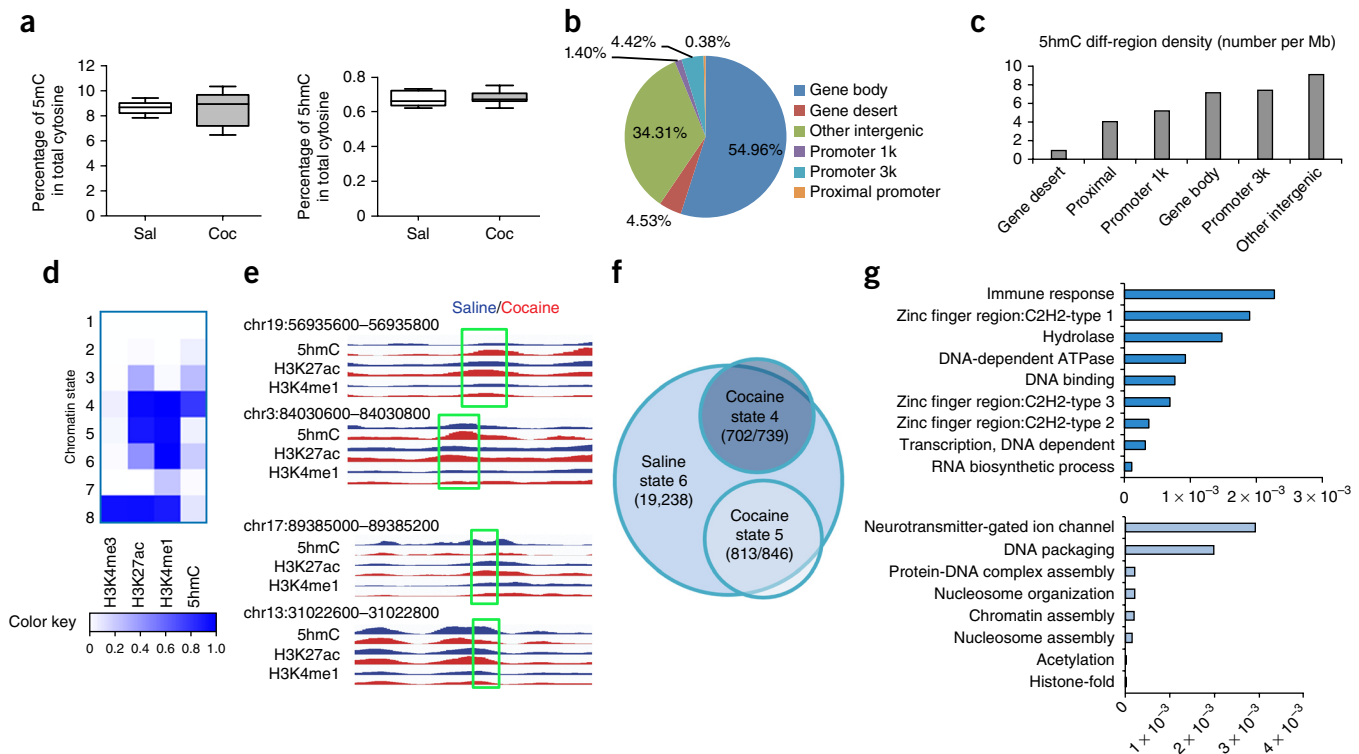 a
Percentage of 5mC
in total cytosine
12
10
8
6
4
2
0
Sal
Coc
Percentage of 5hmC
in total cytosine
0.8
0.6
0.4
0.2
0
Sal
Coc
b
4.42%
0.38%
1.40%
34.31%
54.96%
4.53%
Gene body
Gene desert
Other intergenic
Promoter 1k
Promoter 3k
Proximal promoter
c
5hmC diff-region density (number per Mb)
10
8
6
4
2
0
Gene desert
Proximal
Promoter 1k
Gene body
Promoter 3k
Other intergenic
d
Chromatin state
1
2
3
4
5
6
7
8
H3K4me3
H3K27ac
H3K4me1
5hmC
Color key
0 0.2 0.4 0.6 0.8 1.0
e
Saline/Cocaine
chr19:56935600–56935800
5hmC
H3K27ac
H3K4me1
chr3:84030600–84030800
5hmC
H3K27ac
H3K4me1
chr17:89385000–89385200
5hmC
H3K27ac
H3K4me1
chr13:31022600–31022800
5hmC
H3K27ac
H3K4me1
f
Cocaine
state 4
(702/739)
Saline
state 6
(19,238)
Cocaine
state 5
(813/846)
g
Immune response
Zinc finger region:C2H2-type 1
Hydrolase
DNA-dependent ATPase
DNA binding
Zinc finger region:C2H2-type 3
Zinc finger region:C2H2-type 2
Transcription, DNA dependent
RNA biosynthetic process
0
1 × 10⁻³
2 × 10⁻³
3 × 10⁻³
Neurotransmitter-gated ion channel
DNA packaging
Protein-DNA complex assembly
Nucleosome organization
Chromatin assembly
Nucleosome assembly
Acetylation
Histone-fold
0
1 × 10⁻³
2 × 10⁻³
3 × 10⁻³
4 × 10⁻³